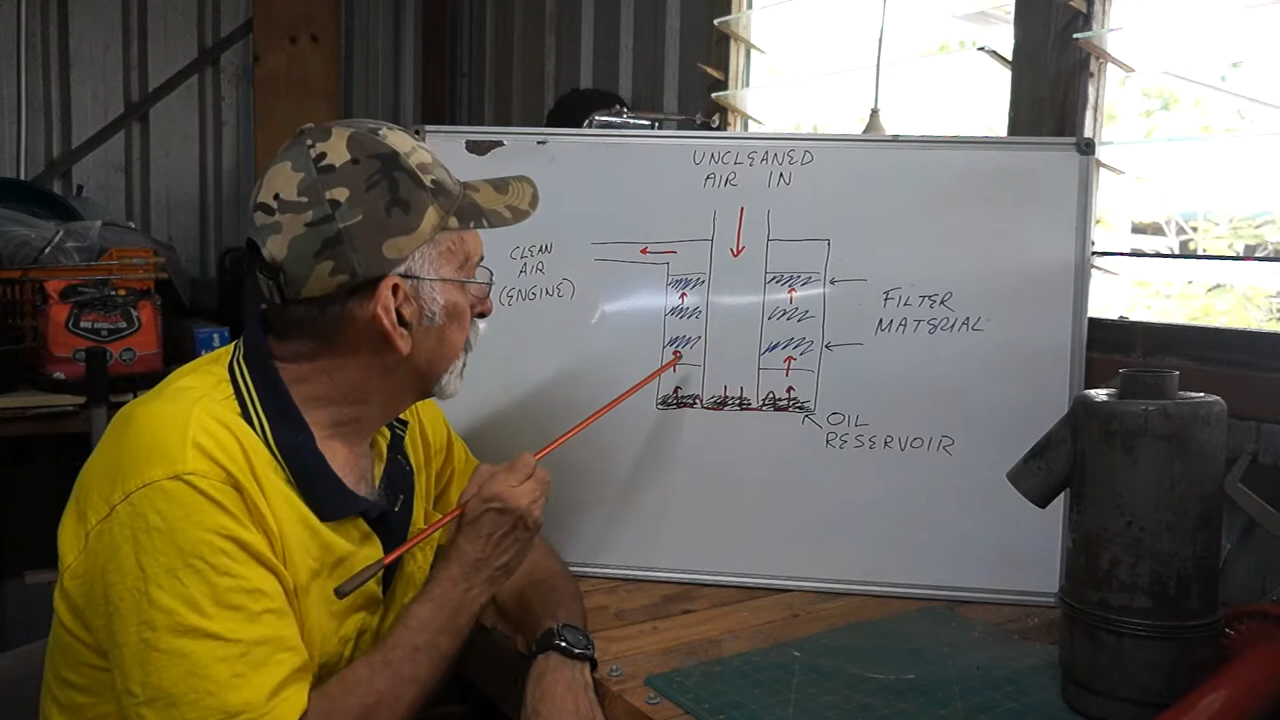 UNCLEANED
AIR IN
CLEAN
AIR
(ENGINE)
FILTER
MATERIAL
OIL
RESERVOIR